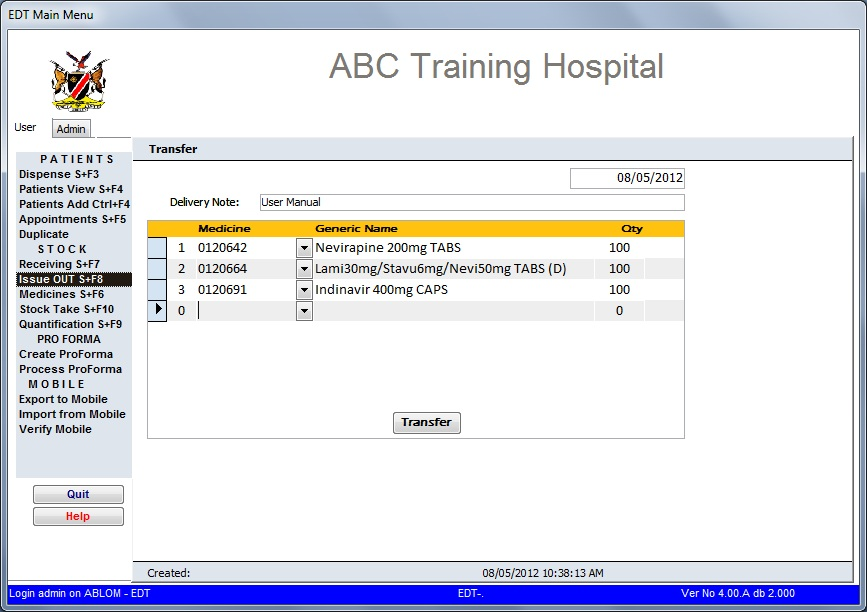 EDT Main Menu
ABC Training Hospital
User Admin
Transfer
PATIENTS
Dispense S+F3
Patients View S+F4
Patients Add Ctrl+F4
Appointments S+F5
Duplicate
STOCK
Receiving S+F7
Issue OUT S+F8
Medicines S+F6
Stock Take S+F10
Quantification S+F9
PRO FORMA
Create ProForma
Process ProForma
MOBILE
Export to Mobile
Import from Mobile
Verify Mobile
Quit
Help
08/05/2012
Delivery Note: User Manual
Medicine Generic Name Qty
1 0120642 Nevirapine 200mg TABS 100
2 0120664 Lami30mg/Stavu6mg/Nevi50mg TABS (D) 100
3 0120691 Indinavir 400mg CAPS 100
0 0
Transfer
Created: 08/05/2012 10:38:13 AM
Login admin on ABLOM - EDT EDT-. Ver No 4.00.A db 2.000